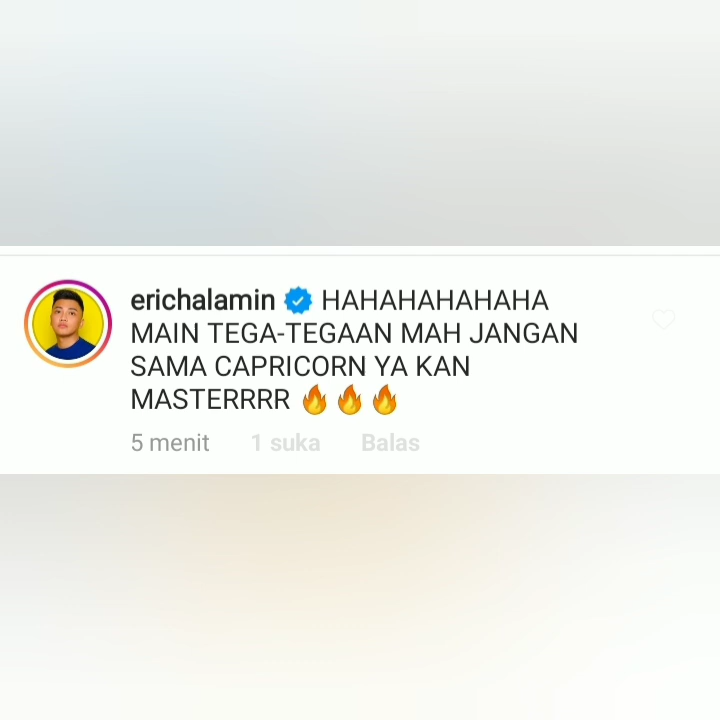 erichalamin HAHAHAHAHAHA
MAIN TEGA-TEGAAN MAH JANGAN
SAMA CAPRICORN YA KAN
MASTERRRR 🔥🔥🔥
5 menit 1 suka Balas